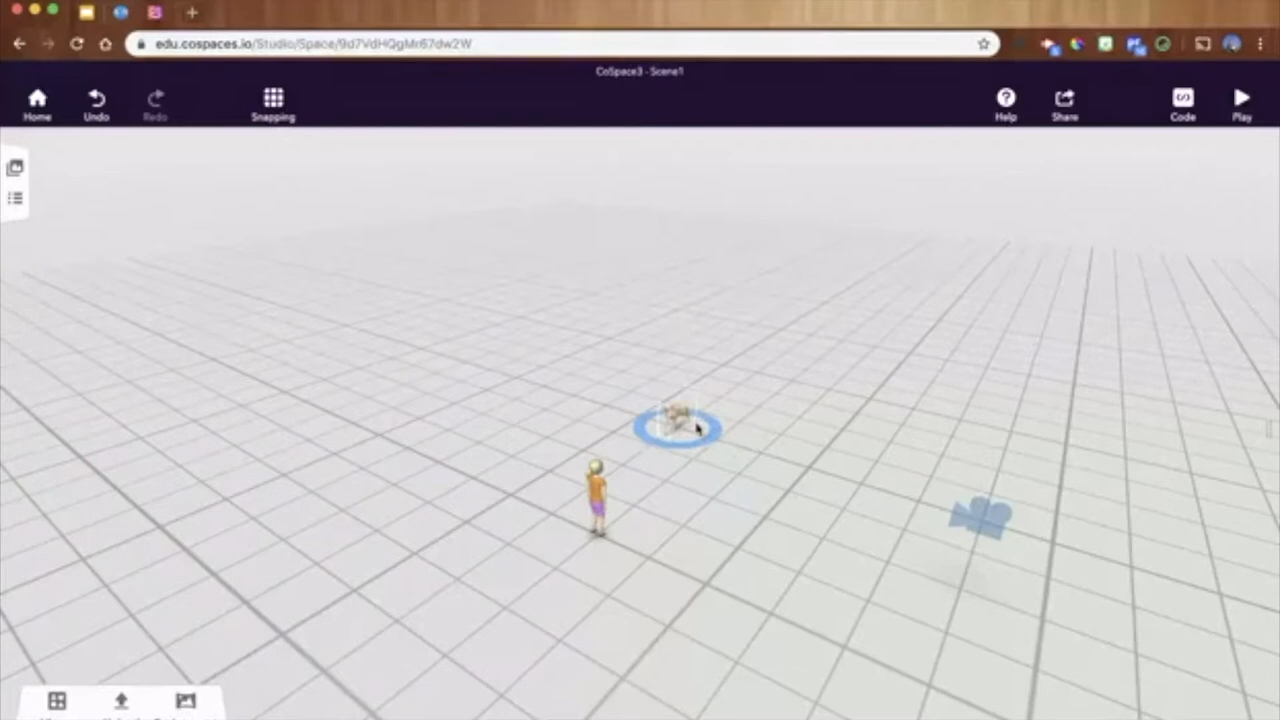 edu.cospaces.io/Studio/Space/9d7VdHQgMr67dw2W
CoSpace3 - Scene1
Home
Undo
Redo
Snapping
Help
Share
Code
Play